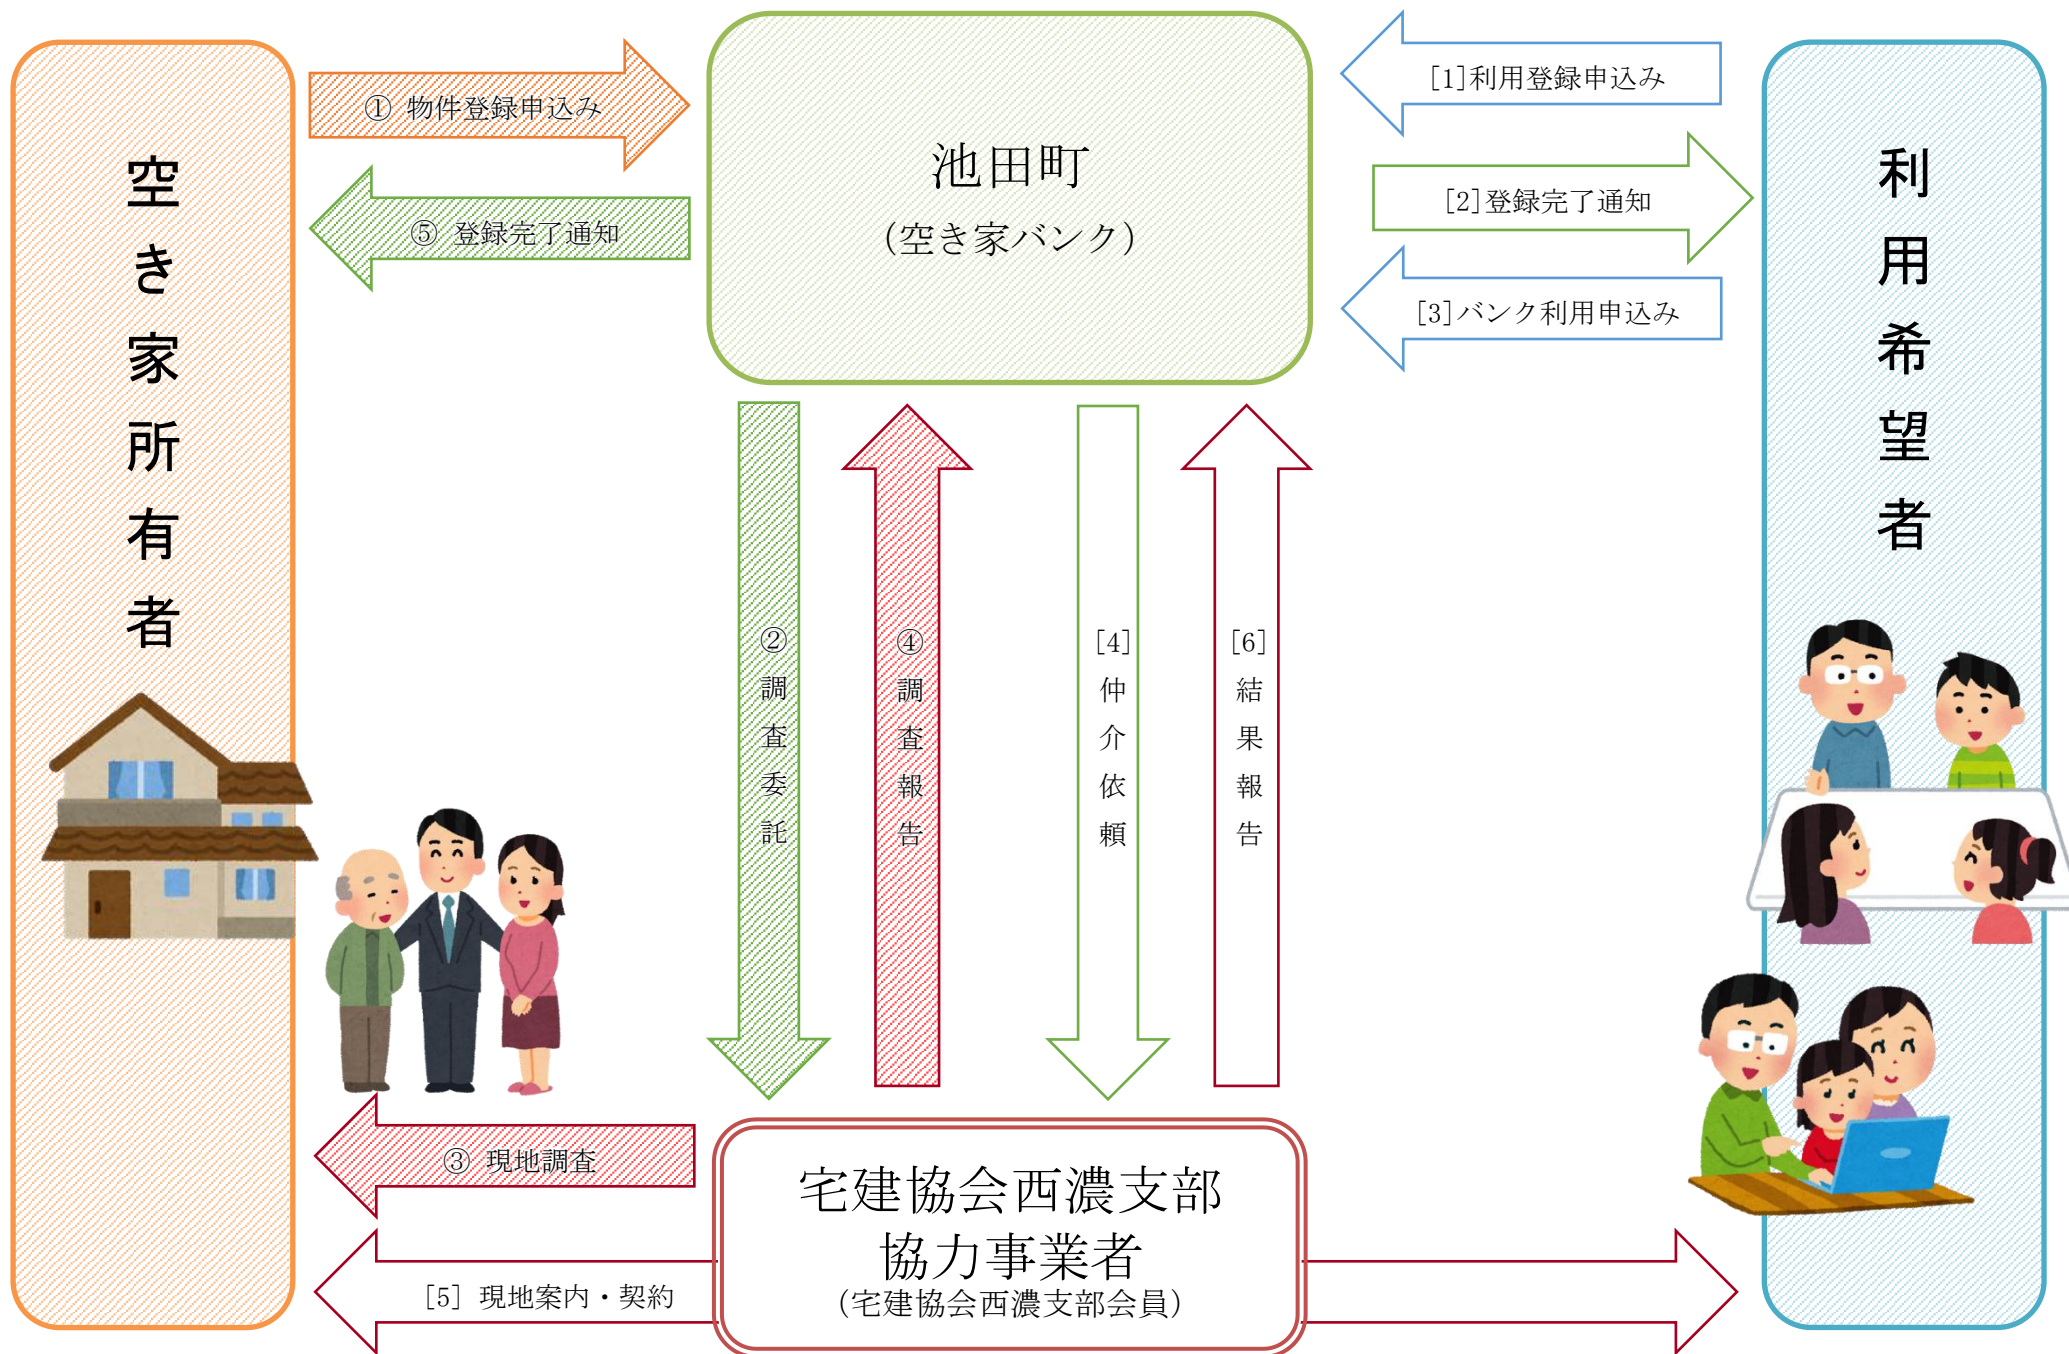 空き家所有者
① 物件登録申込み
⑤ 登録完了通知
池田町
(空き家バンク)
[1]利用登録申込み
[2]登録完了通知
[3]バンク利用申込み
利用希望者
②調査委託
④調査報告
[4]仲介依頼
[6]結果報告
③ 現地調査
[5] 現地案内・契約
宅建協会西濃支部
協力事業者
(宅建協会西濃支部会員)